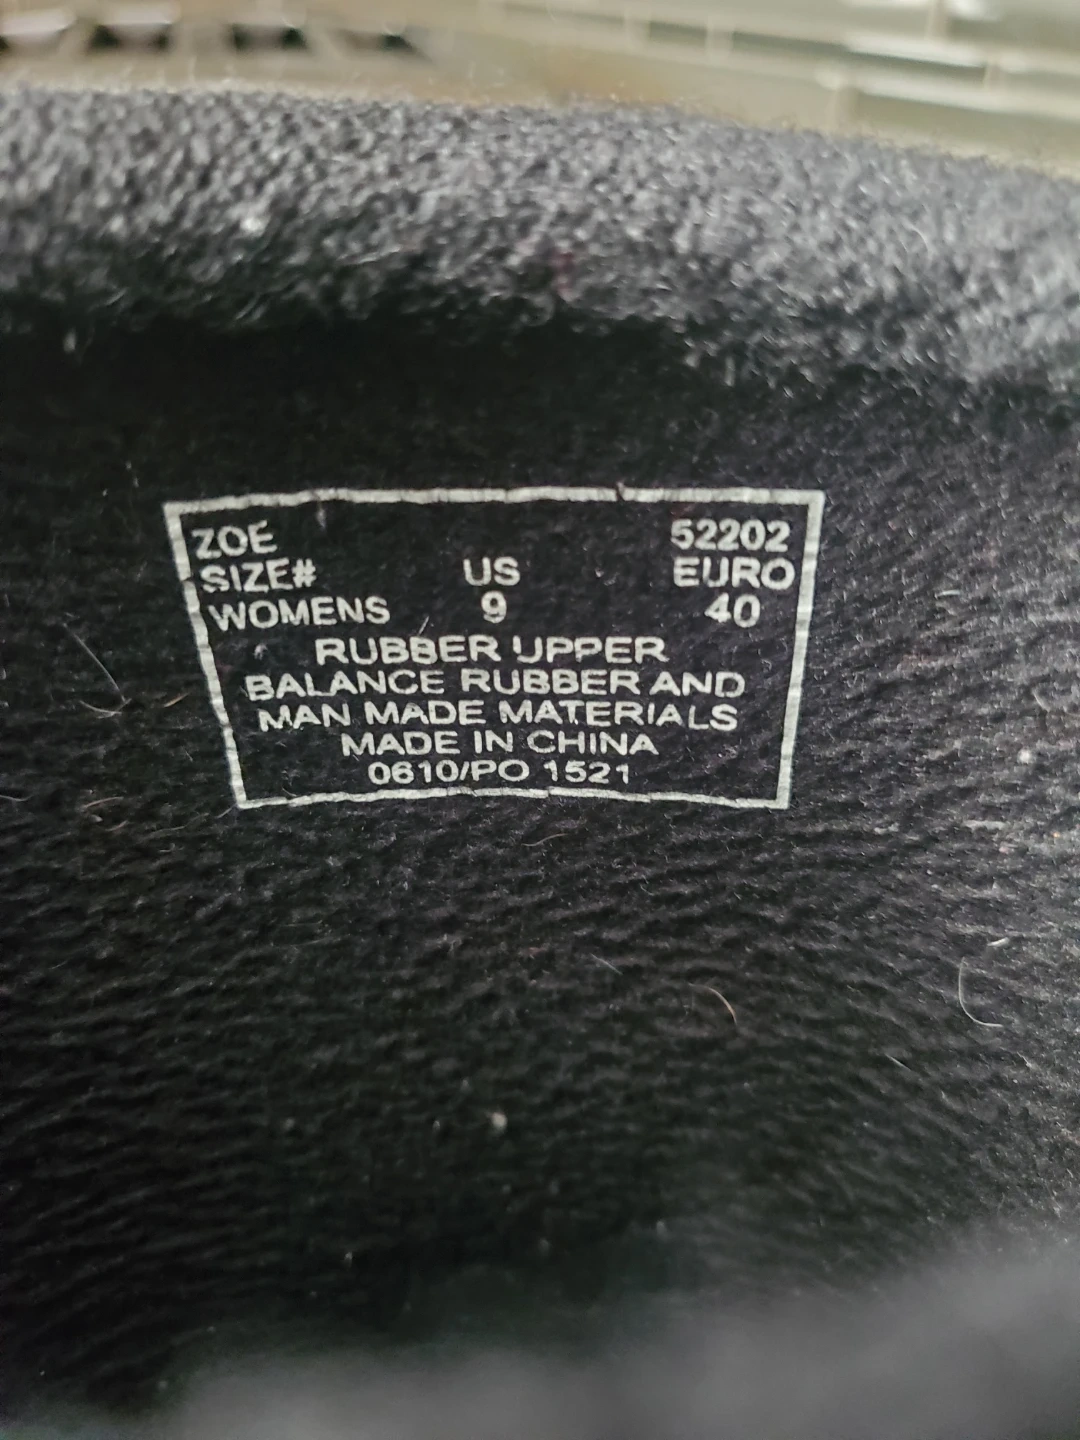 ZOE 52202
SIZE# US EURO
WOMENS 9 40
RUBBER UPPER
BALANCE RUBBER AND
MAN MADE MATERIALS
MADE IN CHINA
0610/PO 1521